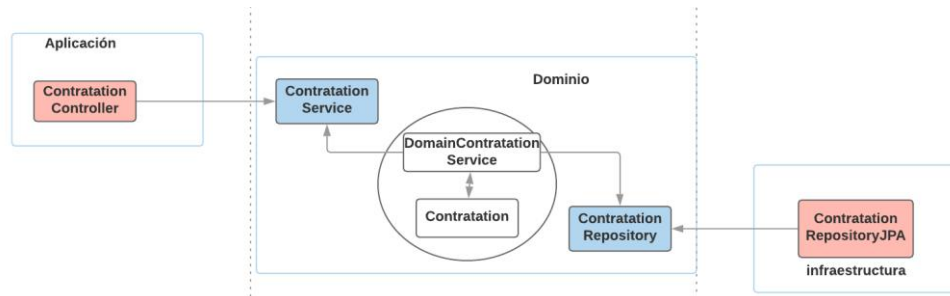 Aplicación
Contratation
Controller
Dominio
Contratation
Service
DomainContratation
Service
Contratation
Contratation
Repository
Contratation
RepositoryJPA
infraestructura